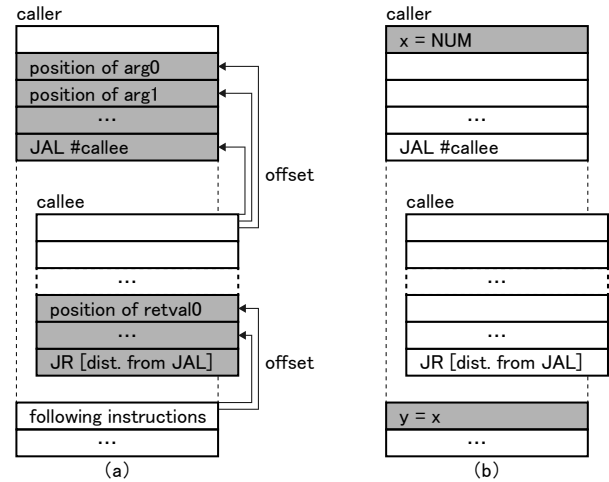 caller
position of arg0
position of arg1
...
JAL #callee
offset
callee
...
position of retval0
...
JR [dist. from JAL]
offset
following instructions
...
(a)
caller
x = NUM
...
JAL #callee
callee
...
...
JR [dist. from JAL]
y = x
...
(b)